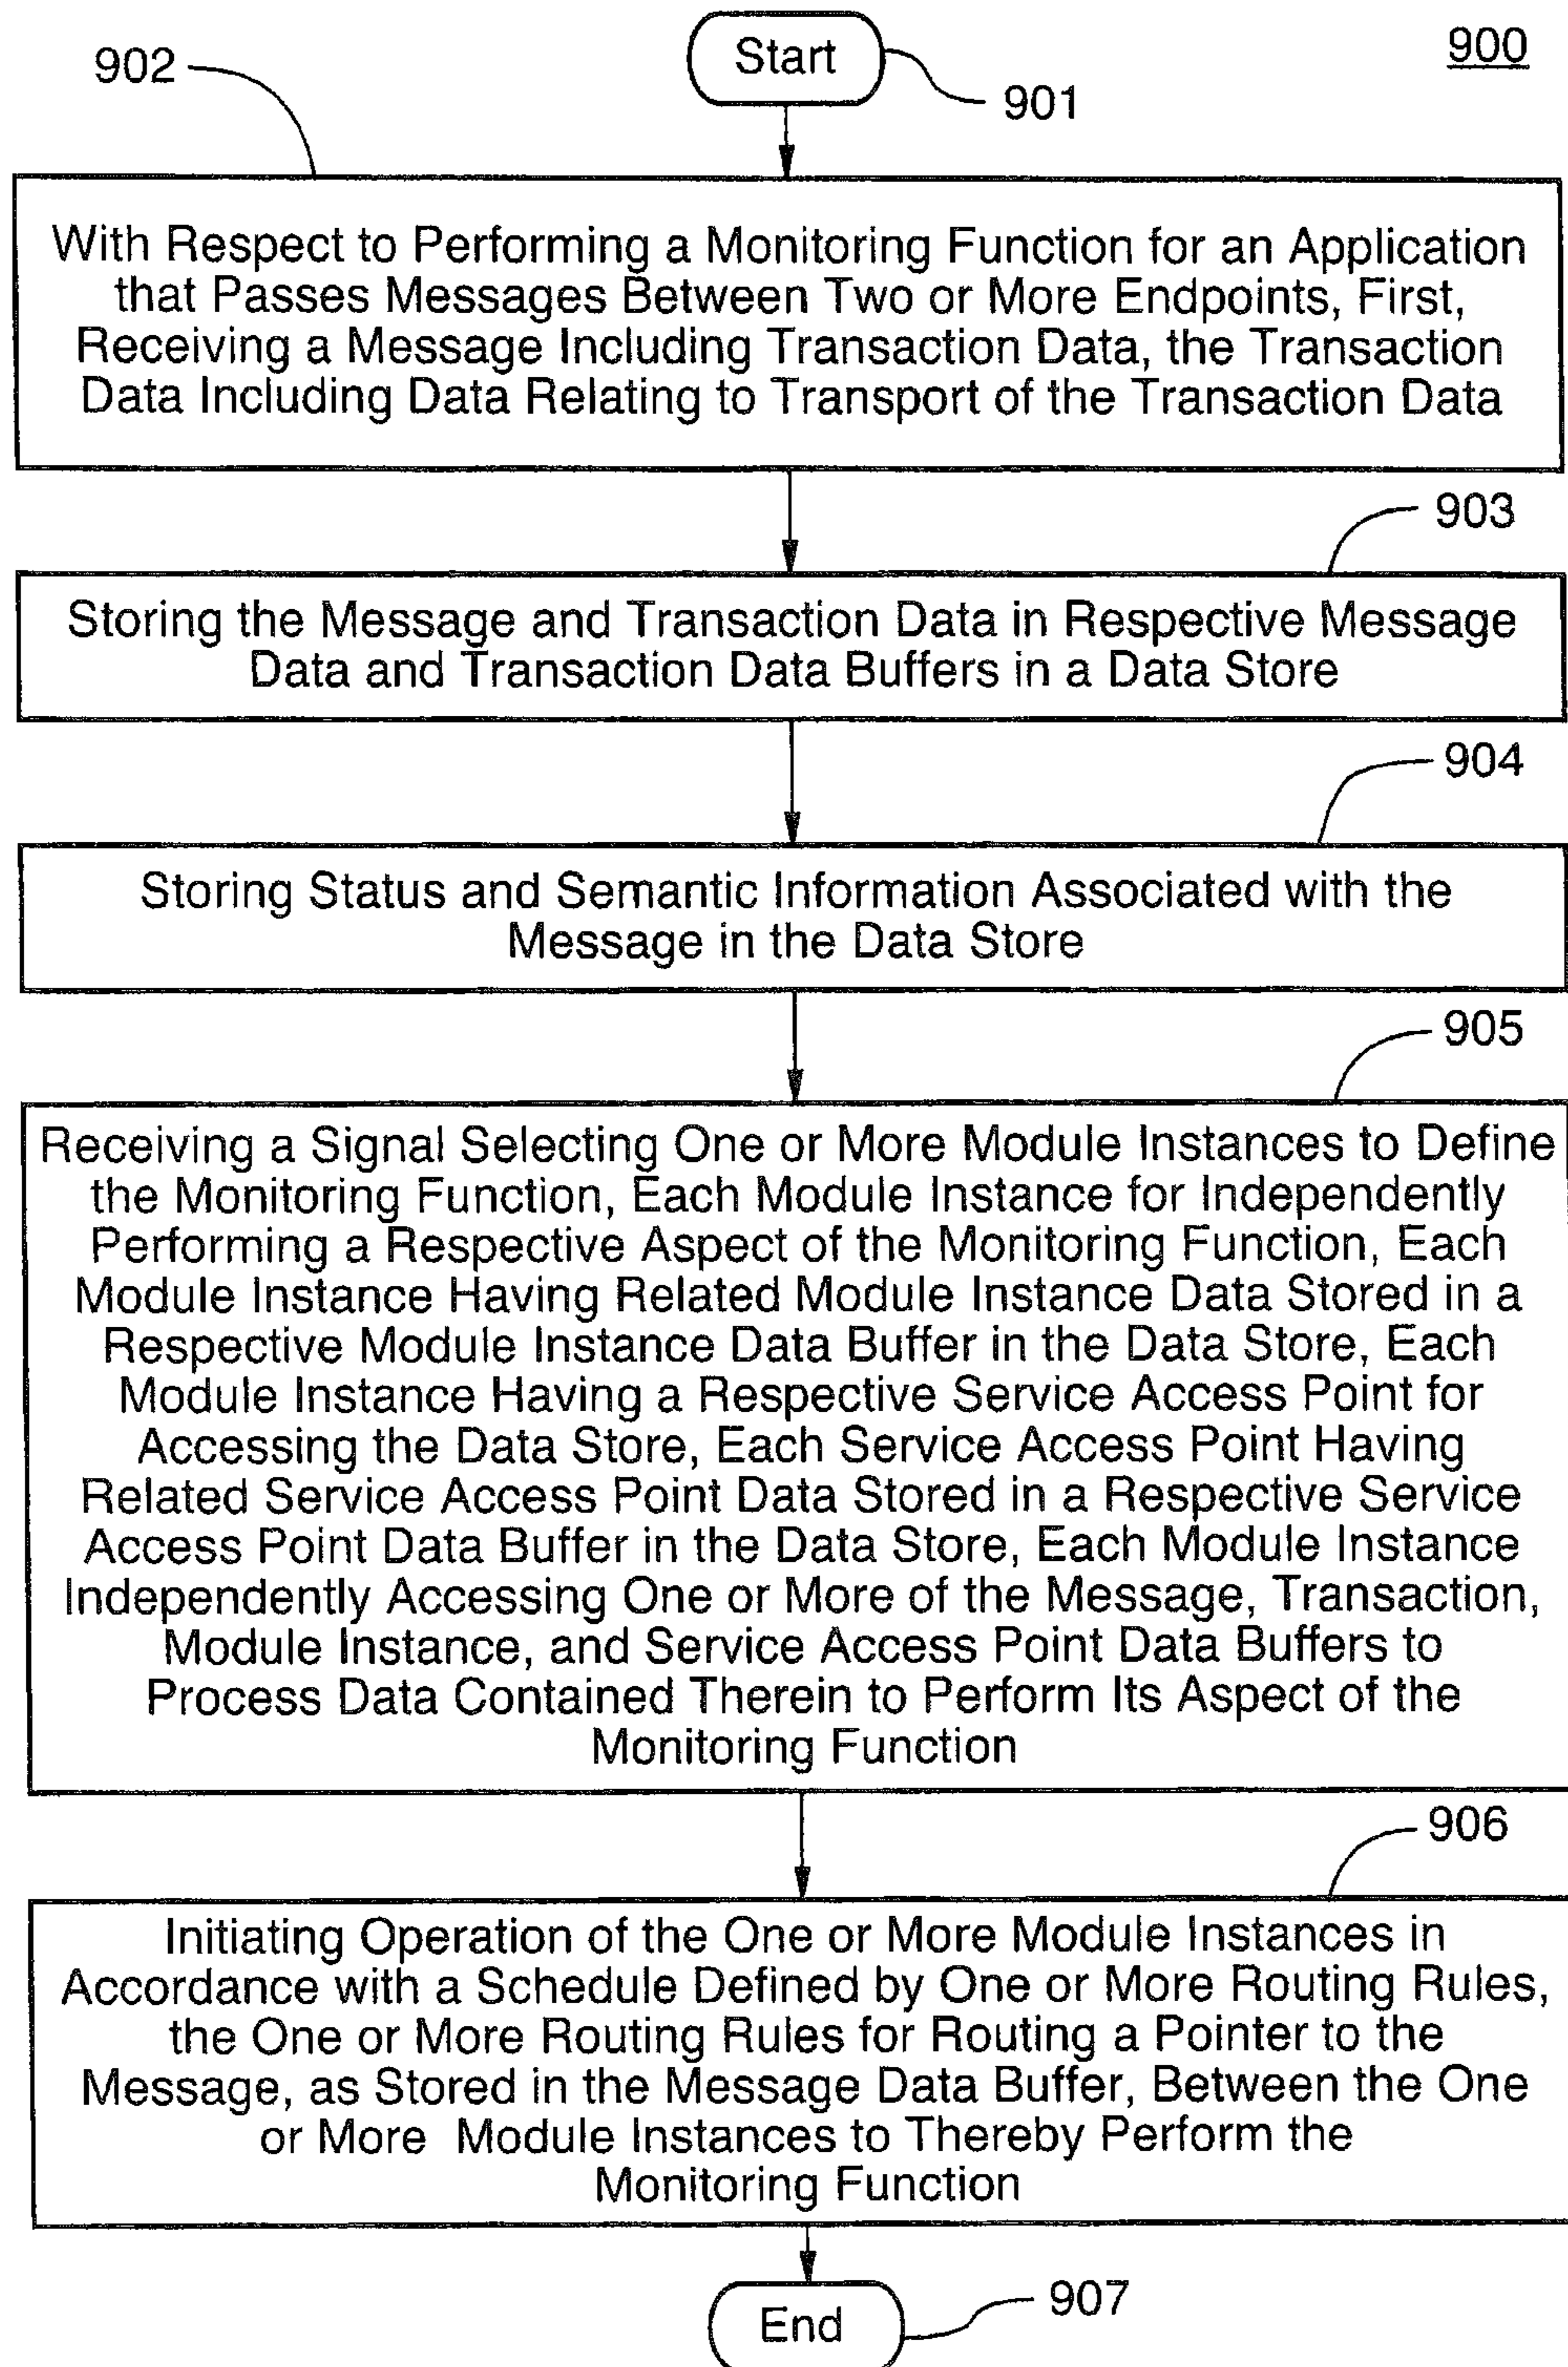 Start
900
902
901
With Respect to Performing a Monitoring Function for an Application
that Passes Messages Between Two or More Endpoints, First,
Receiving a Message Including Transaction Data, the Transaction
Data Including Data Relating to Transport of the Transaction Data
903
Storing the Message and Transaction Data in Respective Message
Data and Transaction Data Buffers in a Data Store
904
Storing Status and Semantic Information Associated with the
Message in the Data Store
905
Receiving a Signal Selecting One or More Module Instances to Define
the Monitoring Function, Each Module Instance for Independently
Performing a Respective Aspect of the Monitoring Function, Each
Module Instance Having Related Module Instance Data Stored in a
Respective Module Instance Data Buffer in the Data Store, Each
Module Instance Having a Respective Service Access Point for
Accessing the Data Store, Each Service Access Point Having
Related Service Access Point Data Stored in a Respective Service
Access Point Data Buffer in the Data Store, Each Module Instance
Independently Accessing One or More of the Message, Transaction,
Module Instance, and Service Access Point Data Buffers to
Process Data Contained Therein to Perform Its Aspect of the
Monitoring Function
906
Initiating Operation of the One or More Module Instances in
Accordance with a Schedule Defined by One or More Routing Rules,
the One or More Routing Rules for Routing a Pointer to the
Message, as Stored in the Message Data Buffer, Between the One
or More Module Instances to Thereby Perform the
Monitoring Function
End
907